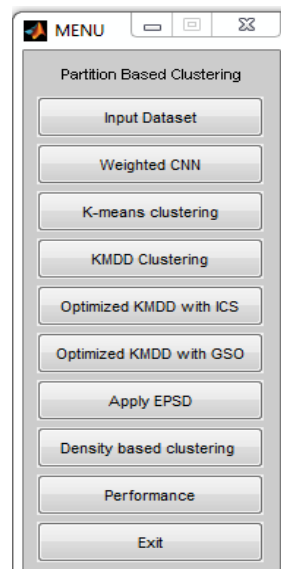 MENU
Partition Based Clustering
Input Dataset
Weighted CNN
K-means clustering
KMDD Clustering
Optimized KMDD with ICS
Optimized KMDD with GSO
Apply EPSD
Density based clustering
Performance
Exit